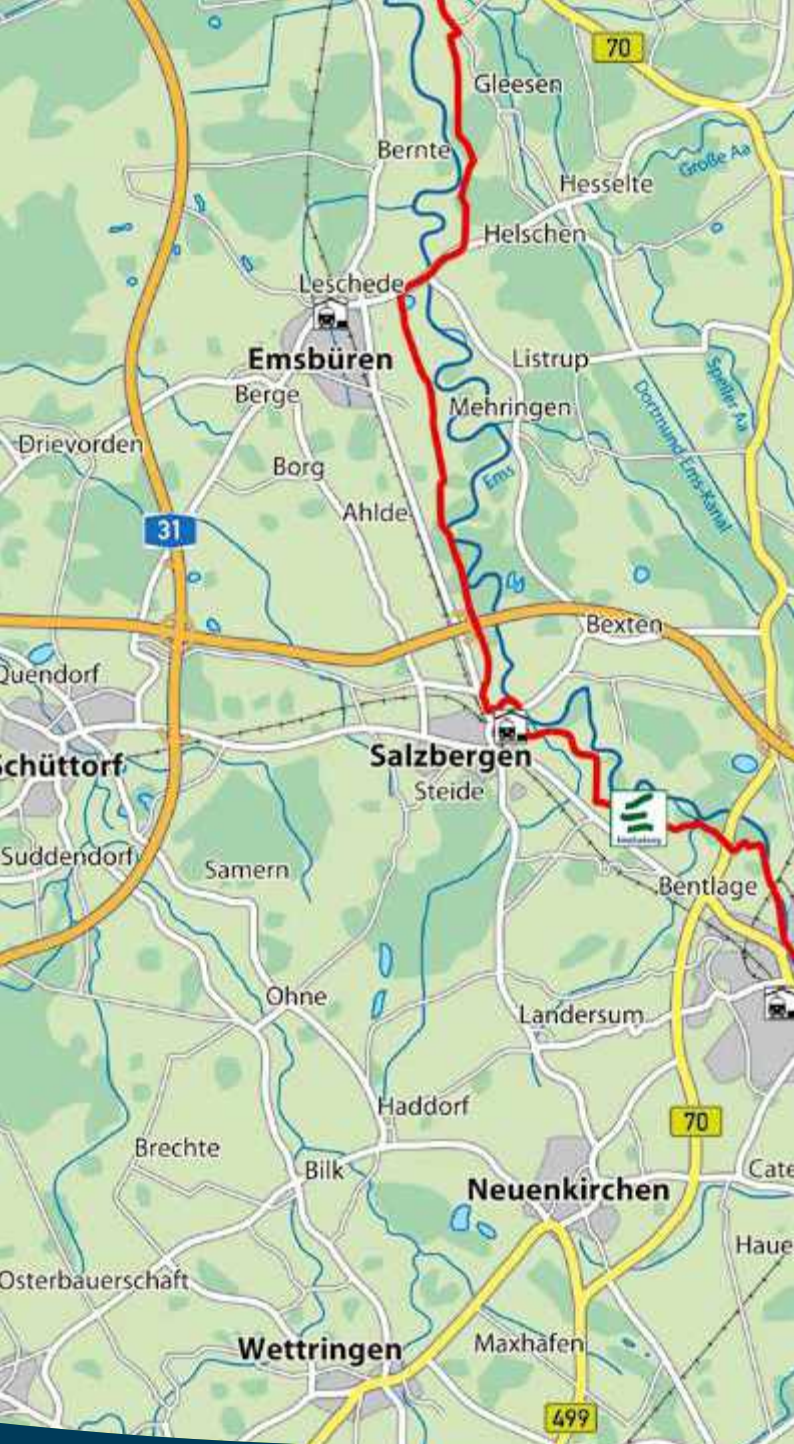 70
Gleesen
Bernte
Große Aa
Hesselte
Helschen
Leschede
Emsbüren
Listrup
Berge
Speller Aa
Mehringen
Dortmund-Ems-Kanal
Drievorden
Borg
Ems
Ahlde
31
Bexten
Quendorf
Salzbergen
Schüttorf
Steide
Suddendorf
Samern
Bentlage
Ohne
Landersum
Haddorf
70
Brechte
Bilk
Cate
Neuenkirchen
Haue
Osterbauerschaft
Wettringen
Maxhafen
499